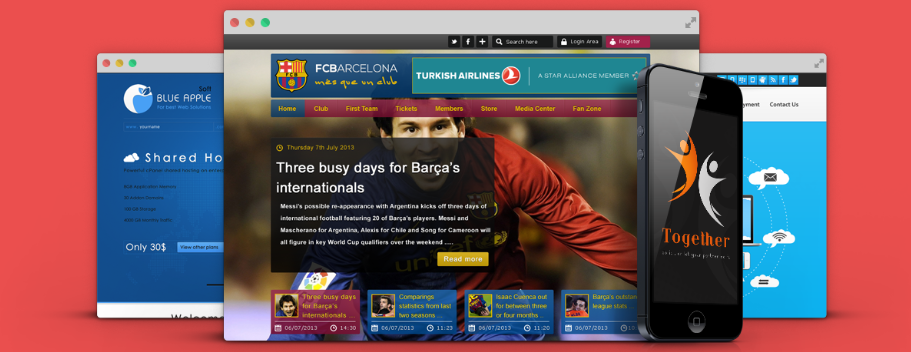 Search here
Login Area
Register
FCBARCELONA
més que un club
TURKISH AIRLINES
A STAR ALLIANCE MEMBER
Home
Club
First Team
Tickets
Members
Store
Media Center
Fan Zone
Thursday 7th July 2013
Three busy days for Barça's
internationals
Messi's possible re-appearance with Argentina kicks off three days of
international football featuring 20 of Barça's players. Messi and
Mascherano for Argentina, Alexis for Chile and Song for Cameroon will
all figure in key World Cup qualifiers over the weekend ....
Read more
Three busy days
for Barça's
internationals
06/07/2013
14:30
Comparings
statistics from last
two seasons ...
06/07/2013
11:23
Isaac Cuenca out
for between three
or four months ...
06/07/2013
11:20
Barça's outstan
league stats
06/07/2013
Soft
BLUE APPLE
For best Web Solutions
Shared Ho
Only 30$
View other plans
Welcome
yment
Contact Us
Together